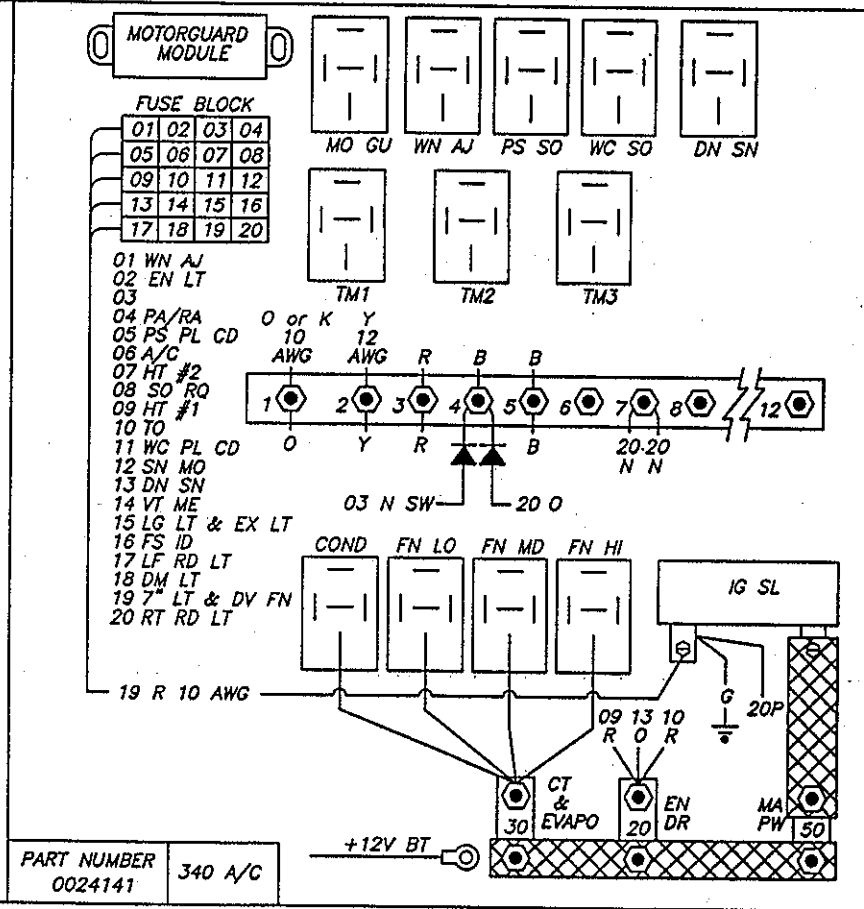 MOTORGUARD
MODULE
FUSE BLOCK
01 02 03 04
05 06 07 08
09 10 11 12
13 14 15 16
17 18 19 20
MO GU
WN AJ
PS SO
WC SO
DN SN
TM1
TM2
TM3
01 WN AJ
02 EN LT
03
04 PA/RA
05 PS PL CD
06 A/C
07 HT #2
08 SO RQ
09 HT #1
10 TO
11 WC PL CD
12 SN MO
13 DN SN
14 VT ME
15 LG LT & EX LT
16 FS ID
17 LF RD LT
18 DM LT
19 7" LT & DV FN
20 RT RD LT
O or K
10
AWG
Y
12
AWG
R
B
B
1 2 3 4 5 6 7 8 12
O
Y
R
B
20-20
N N
03 N SW
20 O
COND
FN LO
FN MD
FN HI
IG SL
19 R 10 AWG
G
20P
09 13 10
R O R
CT
&
EVAPO
30
EN
DR
20
MA
PW
50
+12V BT
PART NUMBER
0024141
340 A/C